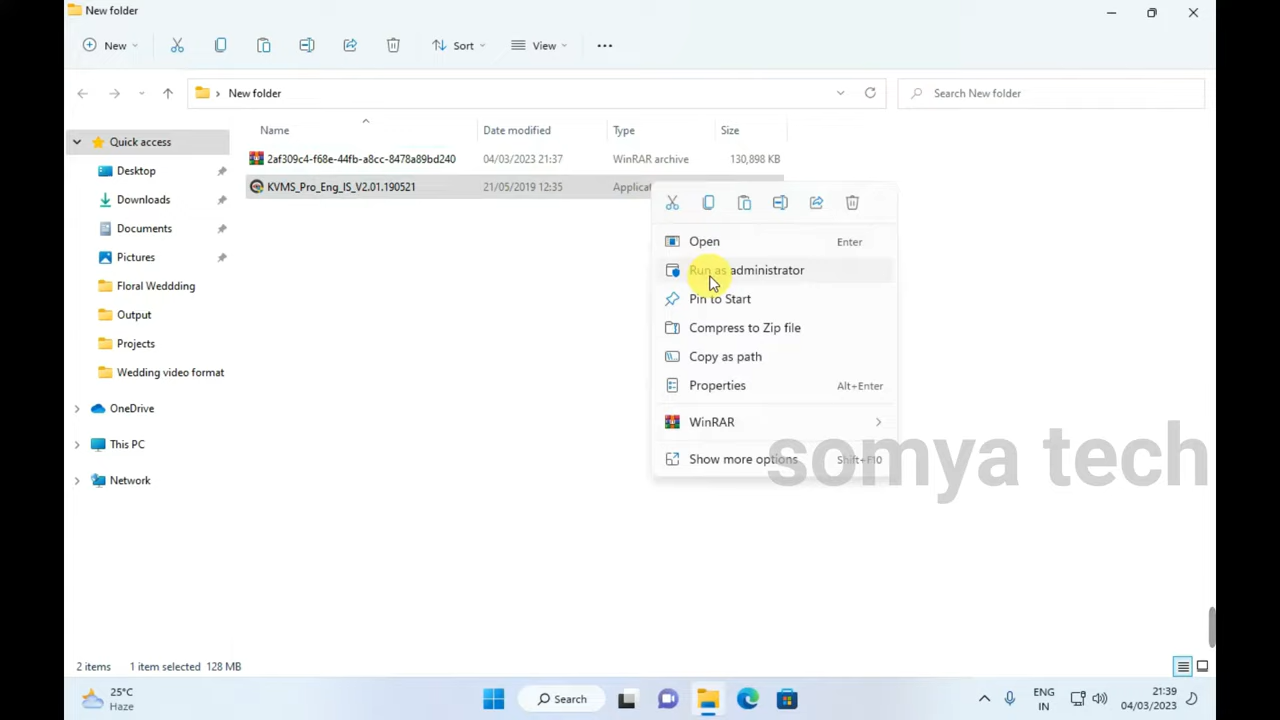 New folder
New
Sort
View
New folder
Search New folder
Name Date modified Type Size
2af309c4-f68e-44fb-a8cc-8478a89bd240 04/03/2023 21:37 WinRAR archive 130,898 KB
KVMS_Pro_Eng_IS_V2.01.190521 21/05/2019 12:35 Applicat
Quick access
Desktop
Downloads
Documents
Pictures
Floral Weddding
Output
Projects
Wedding video format
OneDrive
This PC
Network
Open Enter
Run as administrator
Pin to Start
Compress to Zip file
Copy as path
Properties Alt+Enter
WinRAR
Show more options Shift+F10
somya tech
2 items 1 item selected 128 MB
25°C
Haze
Search
ENG
IN
21:39
04/03/2023